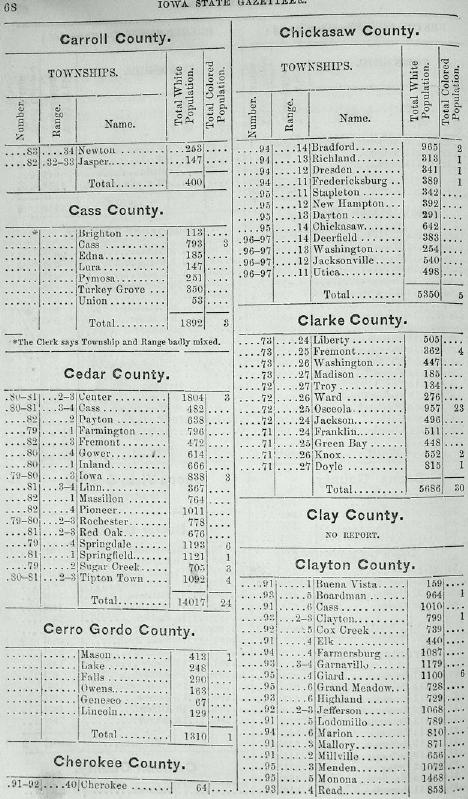 68
IOWA STATE GAZETTEER.
Carroll County.
TOWNSHIPS.
Number. Range. Name. Total White Population. Total Colored Population.
....83 ....34 Newton ......253 ....
....82 .32-33 Jasper.........147 ....
Total........ 400
Cass County.
....* Brighton ........ 113 ....
Cass ........... 793 3
Edna........... 185 ....
Lura........... 147 ....
Pymosa........ 251 ....
Turkey Grove .. 350 ....
Union ......... 53 ....
Total......... 1892 3
*The Clerk says Township and Range badly mixed.
Cedar County.
.80-81 ...2-3 Center ......... 1804 3
.80-81 ...3-4 Cass ........... 482 ....
....82 .....2 Dayton ......... 638 ....
....79 .....1 Farmington ..... 796 ....
....82 .....3 Fremont ........ 472 ....
....80 .....4 Gower.......... 614 ....
....80 .....1 Inland.......... 666 ....
.79-80 .....3 Iowa ........... 838 3
....81 ...3-4 Linn............ 367 ....
....82 .....1 Massillon ...... 764 ....
....82 .....4 Pioneer ........ 1011 ....
.79-80 ...2-3 Rochester....... 778 ....
....81 ...2-3 Red Oak........ 676 ....
....79 .....4 Springdale ..... 1193 6
....81 .....1 Springfield..... 1121 1
....79 .....2 Sugar Creek.... 705 3
.80-81 ...2-3 Tipton Town .... 1092 4
Total......... 14017 24
Cerro Gordo County.
Mason.......... 413 1
Lake .......... 248 ....
Falls .......... 290 ....
Owens.......... 163 ....
Geneseo ....... 67 ....
Lincoln........ 129 ....
Total ........ 1310 1
Cherokee County.
.91-92 ....40 Cherokee ....... 64 ....
Chickasaw County.
TOWNSHIPS.
Number. Range. Name. Total White Population. Total Colored Population.
....94 ....14 Bradford........ 965 2
....94 ....13 Richland........ 313 1
....94 ....12 Dresden ........ 341 1
....94 ....11 Fredericksburg .. 389 1
....95 ....11 Stapleton ...... 342 ....
....95 ....12 New Hampton... 392 ....
....95 ....13 Dayton ........ 291 ....
....95 ....14 Chickasaw...... 642 ....
.96-97 ....14 Deerfield ...... 383 ....
.96-97 ....13 Washington..... 254 ....
.96-97 ....12 Jacksonville .... 540 ....
.96-97 ....11 Utica........... 498 ....
Total......... 5350 5
Clarke County.
....73 ....24 Liberty ........ 505 ....
....73 ....25 Fremont........ 362 4
....73 ....26 Washington .... 447 ....
....73 ....27 Madison ....... 185 ....
....72 ....27 Troy .......... 134 ....
....72 ....26 Ward .......... 276 ....
....72 ....25 Osceola ........ 957 23
....72 ....24 Jackson........ 496 ....
....71 ....24 Franklin....... 511 ....
....71 ....25 Green Bay ..... 448 ....
....71 ....26 Knox........... 552 2
....71 ....27 Doyle .......... 815 1
Total......... 5686 30
Clay County.
NO REPORT.
Clayton County.
....91 .....1 Buena Vista..... 159 ....
....93 .....6 Boardman ...... 964 1
....91 .....6 Cass ........... 1010 ....
....93 ...2-3 Clayton......... 799 1
....92 .....5 Cox Creek ..... 739 ....
....91 .....4 Elk ............ 440 ....
....94 .....4 Farmersburg .... 1087 ....
....93 ...3-4 Garnavillo ...... 1179 ....
....95 .....4 Giard........... 1100 6
....95 .....6 Grand Meadow... 728 ....
....93 .....6 Highland ....... 729 ....
....92 ...2-3 Jefferson ....... 1068 ....
....91 .....5 Lodomillo ...... 789 ....
....94 .....6 Marion ......... 810 ....
....91 .....3 Mallory......... 871 ....
....91 .....2 Millville ....... 656 ....
....95 .....3 Menden......... 1072 ....
....95 .....5 Monona ........ 1468 ....
....93 .....4 Read........... 853 ....